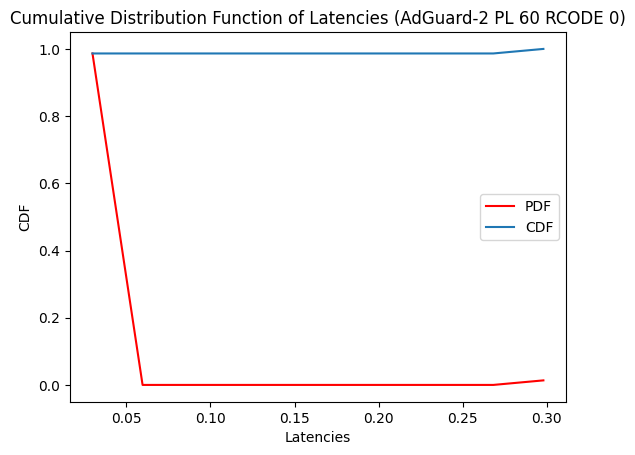 Cumulative Distribution Function of Latencies (AdGuard-2 PL 60 RCODE 0)
1.0
0.8
0.6
0.4
0.2
0.0
CDF
PDF
CDF
0.05
0.10
0.15
0.20
0.25
0.30
Latencies